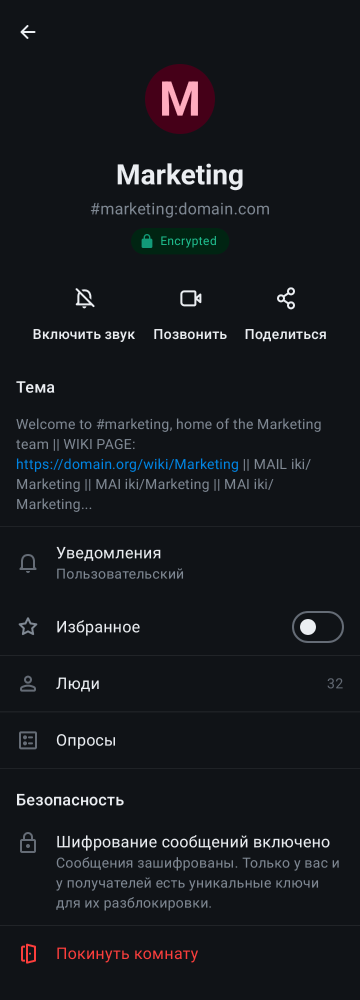 M
Marketing
#marketing:domain.com
Encrypted
Включить звук Позвонить Поделиться
Тема
Welcome to #marketing, home of the Marketing
team || WIKI PAGE:
https://domain.org/wiki/Marketing || MAIL iki/
Marketing || MAI iki/Marketing || MAI iki/
Marketing...
Уведомления
Пользовательский
Избранное
Люди 32
Опросы
Безопасность
Шифрование сообщений включено
Сообщения зашифрованы. Только у вас и
у получателей есть уникальные ключи
для их разблокировки.
Покинуть комнату